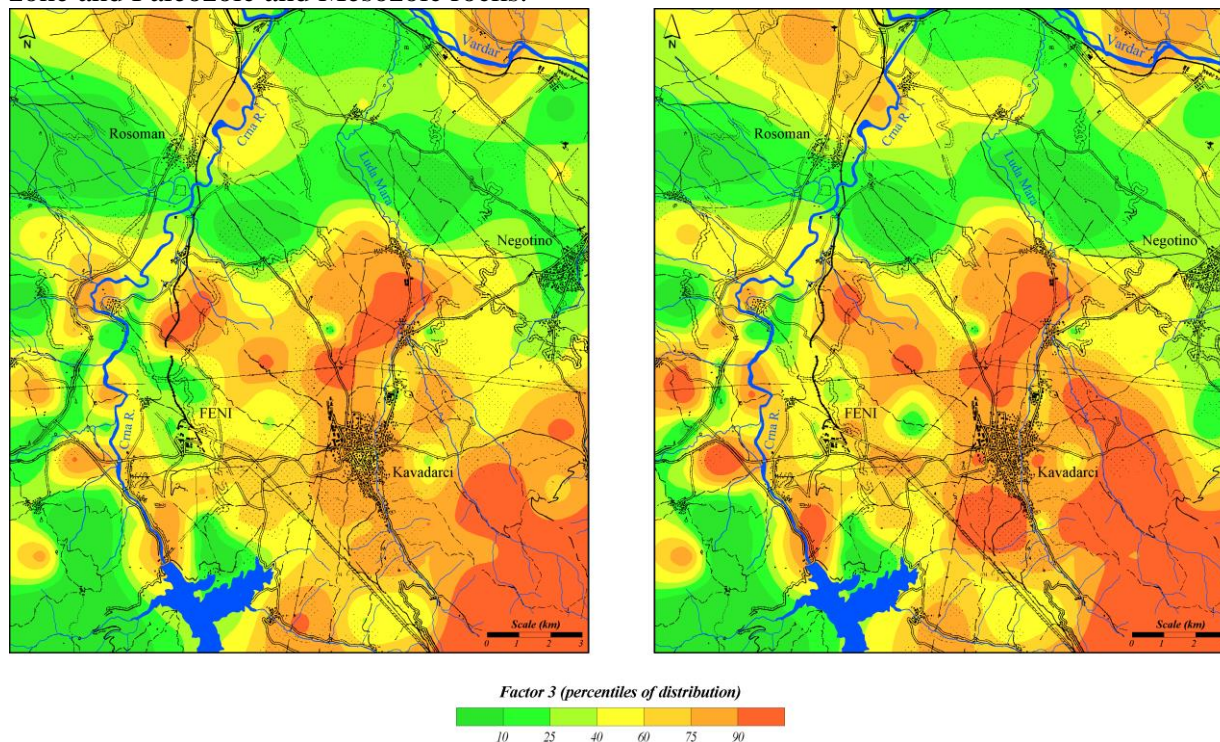 zone and Paleozoic and Mesozoic rocks.
N
Vardar
Crna R.
Rosoman
Luda Mara
Negotino
FENI
Crna R.
Kavadarci
Scale (km)
0 1 2 3
N
Vardar
Crna R.
Rosoman
Luda Mara
Negotino
FENI
Crna R.
Kavadarci
Scale (km)
0 1 2
Factor 3 (percentiles of distribution)
10 25 40 60 75 90